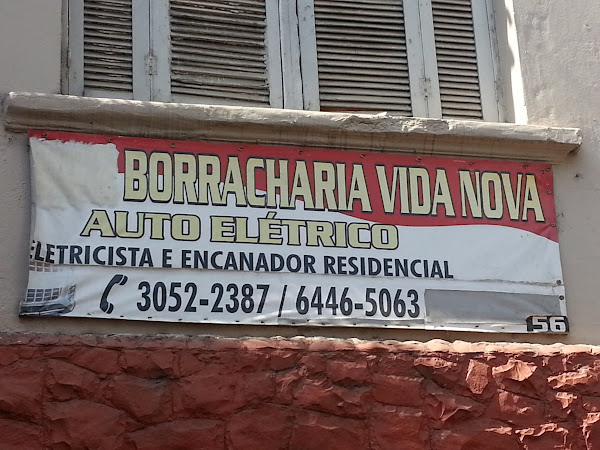 BORRACHARIA VIDA NOVA
AUTO ELÉTRICO
ELETRICISTA E ENCANADOR RESIDENCIAL
3052-2387 / 6446-5063
56